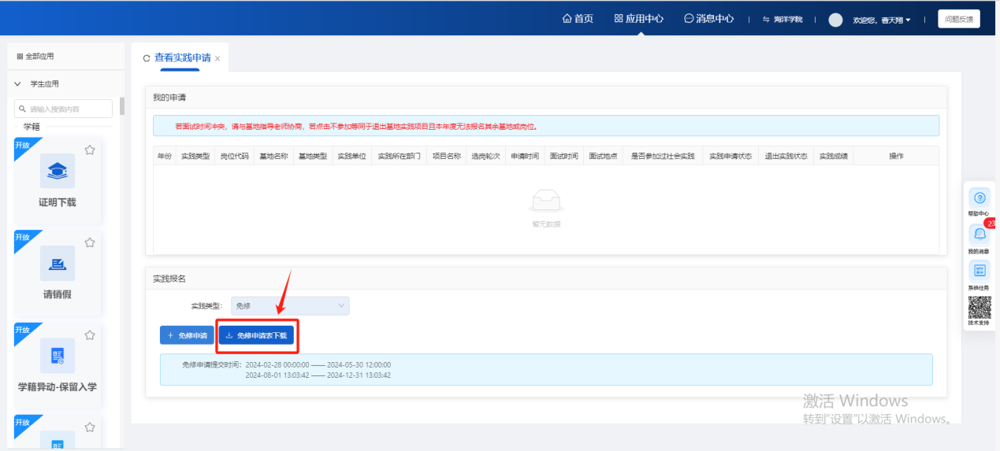 首页 应用中心 消息中心 海洋学院 欢迎您，曹天翔 问题反馈
全部应用
学生应用
请输入搜索内容
学籍
开放
证明下载
开放
请销假
开放
学籍异动-保留入学
开放
查看实践申请
我的申请
若面试时间冲突，请与基地指导老师协商，若点击不参加等同于退出基地实践项目且本年度无法报名其余基地或岗位。
年份 实践类型 岗位代码 基地名称 基地类型 实践单位 实践所在部门 项目名称 选岗轮次 申请时间 面试时间 面试地点 是否参加过社会实践 实践申请状态 退出实践状态 实践成绩 操作
暂无数据
实践报名
实践类型： 免修
免修申请 免修申请表下载
免修申请提交时间： 2024-02-28 00:00:00 —— 2024-05-30 12:00:00
2024-08-01 13:03:42 —— 2024-12-31 13:03:42
帮助中心
23
我的消息
系统任务
技术支持
激活 Windows
转到"设置"以激活 Windows。